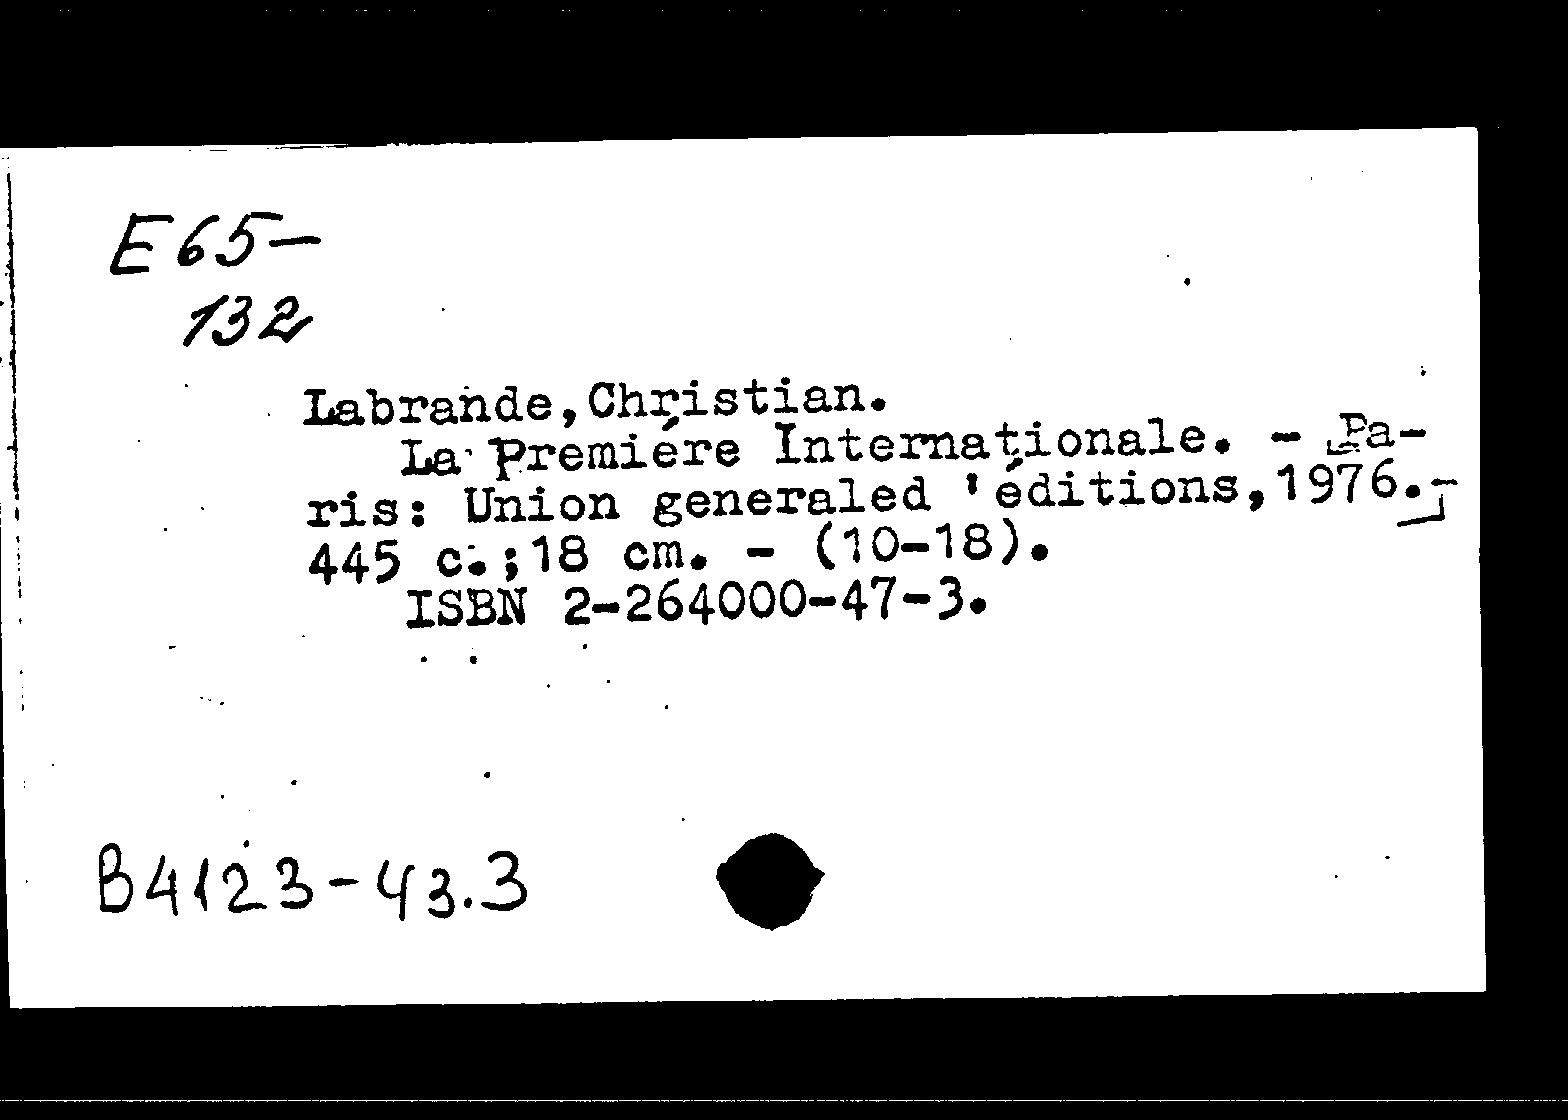 E65-
132
Labrande,Christian.
La Premiére Internationale. - Pa-
ris: Union generaled 'éditions,1976.-
445 c.;18 cm. - (10-18).
ISBN 2-264000-47-3.
В4123-43.3